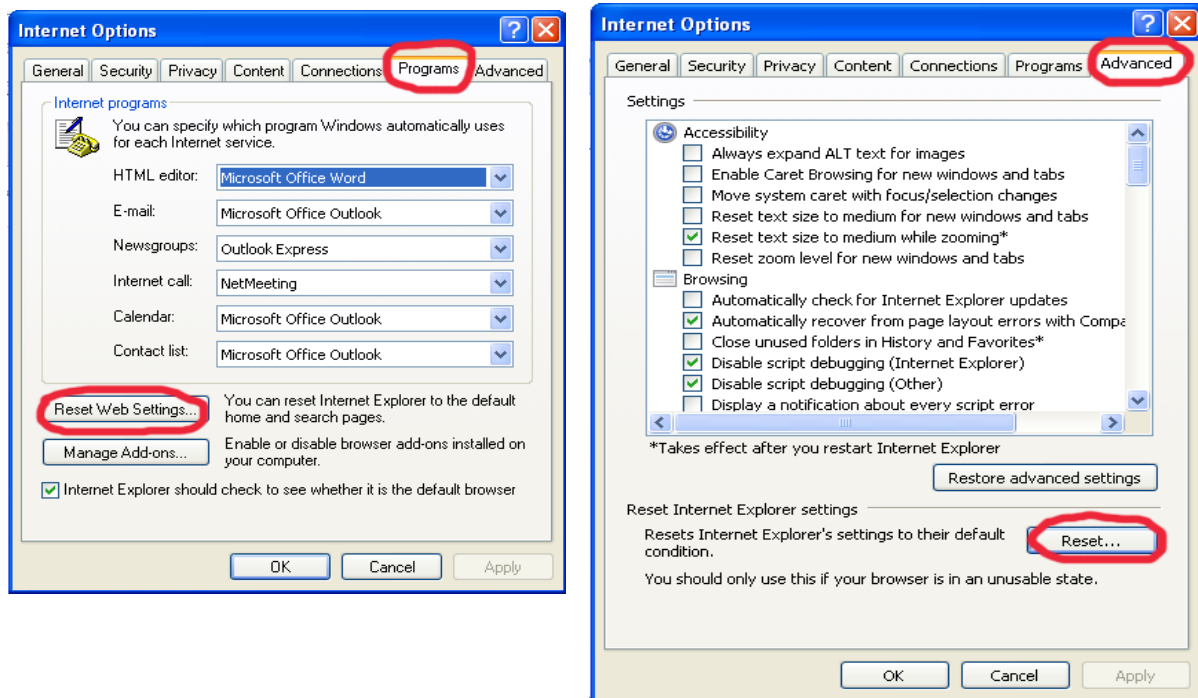 Internet Options
General Security Privacy Content Connections Programs Advanced
Internet programs
You can specify which program Windows automatically uses
for each Internet service.
HTML editor: Microsoft Office Word
E-mail: Microsoft Office Outlook
Newsgroups: Outlook Express
Internet call: NetMeeting
Calendar: Microsoft Office Outlook
Contact list: Microsoft Office Outlook
Reset Web Settings...
You can reset Internet Explorer to the default
home and search pages.
Manage Add-ons...
Enable or disable browser add-ons installed on
your computer.
Internet Explorer should check to see whether it is the default browser
OK Cancel Apply
Internet Options
General Security Privacy Content Connections Programs Advanced
Settings
Accessibility
Always expand ALT text for images
Enable Caret Browsing for new windows and tabs
Move system caret with focus/selection changes
Reset text size to medium for new windows and tabs
Reset text size to medium while zooming*
Reset zoom level for new windows and tabs
Browsing
Automatically check for Internet Explorer updates
Automatically recover from page layout errors with Compa
Close unused folders in History and Favorites*
Disable script debugging (Internet Explorer)
Disable script debugging (Other)
Display a notification about every script error
*Takes effect after you restart Internet Explorer
Restore advanced settings
Reset Internet Explorer settings
Resets Internet Explorer's settings to their default
condition.
Reset...
You should only use this if your browser is in an unusable state.
OK Cancel Apply